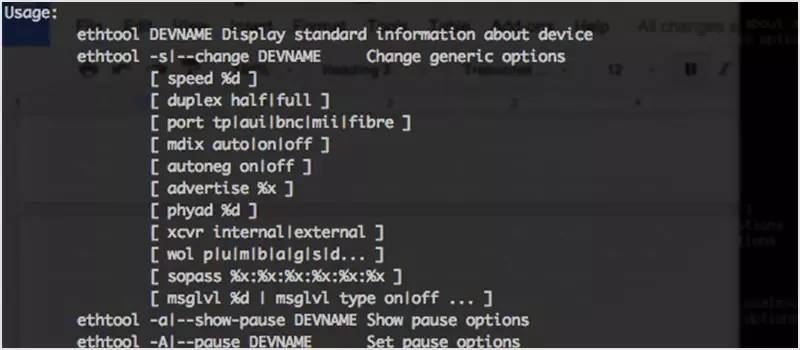 Usage:
ethtool DEVNAME Display standard information about device
ethtool -s|--change DEVNAME Change generic options
[ speed %d ]
[ duplex half|full ]
[ port tp|aui|bnc|mii|fibre ]
[ mdix auto|on|off ]
[ autoneg on|off ]
[ advertise %x ]
[ phyad %d ]
[ xcvr internal|external ]
[ wol p|u|m|b|a|g|s|d... ]
[ sopass %x:%x:%x:%x:%x:%x ]
[ msglvl %d | msglvl type on|off ... ]
ethtool -a|--show-pause DEVNAME Show pause options
ethtool -A|--pause DEVNAME Set pause options